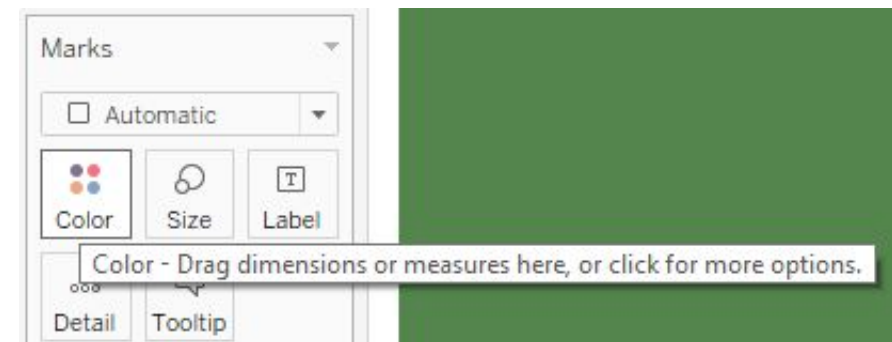 Marks
Automatic
Color Size Label
Color - Drag dimensions or measures here, or click for more options.
Detail Tooltip